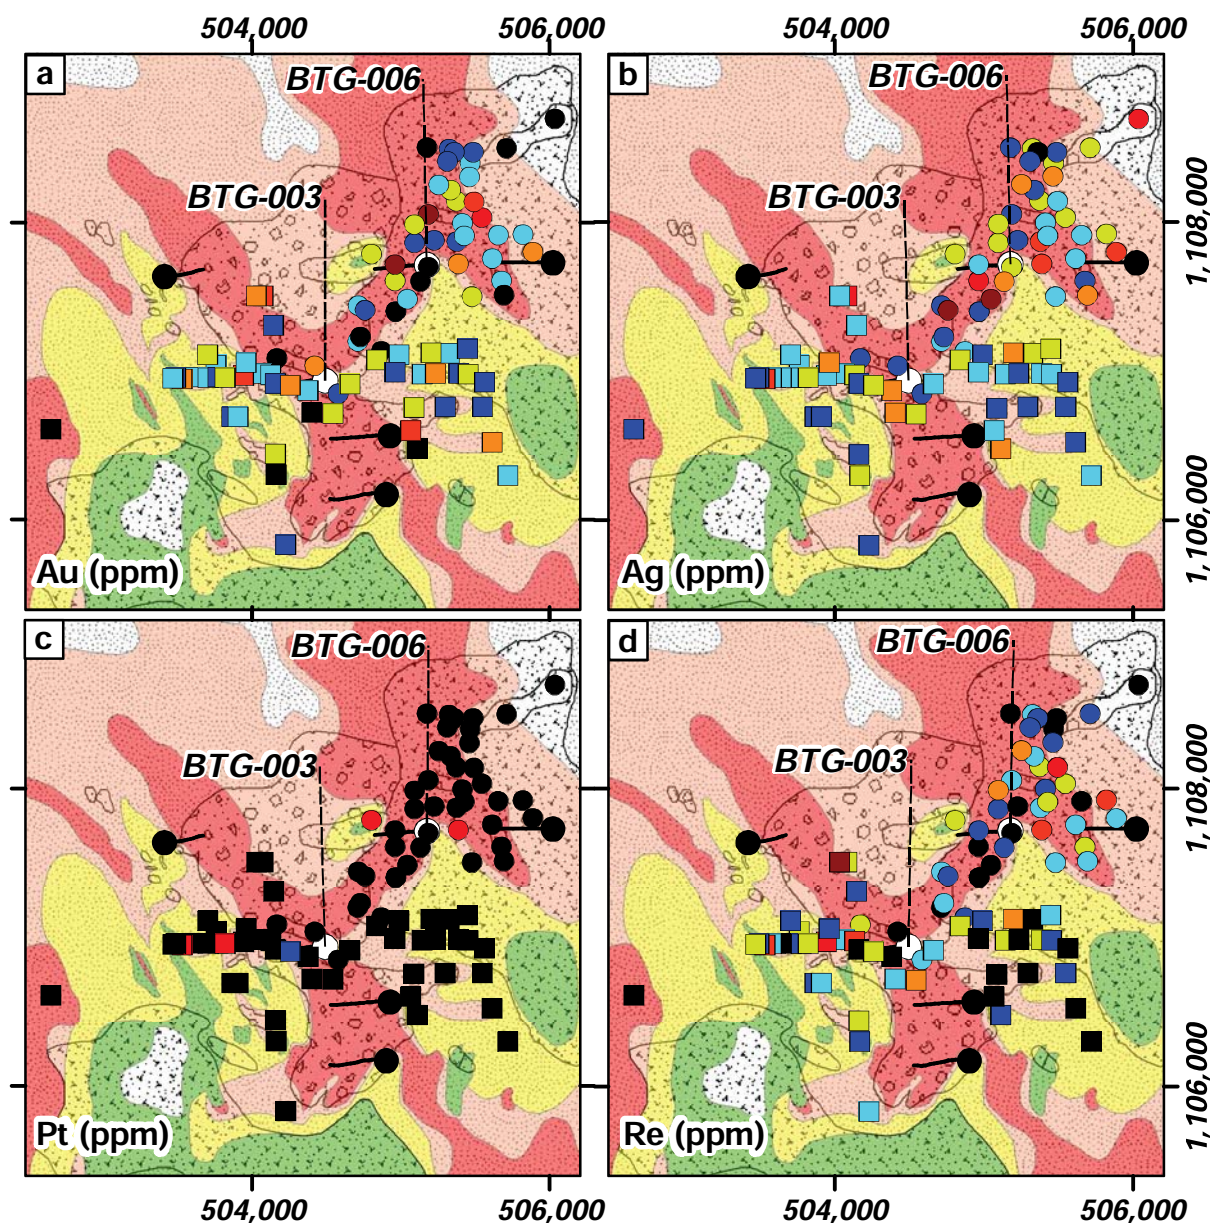 504,000 506,000 504,000 506,000
a b
BTG-006 BTG-006
BTG-003 BTG-003
1,108,000
1,106,000
Au (ppm) Ag (ppm)
c d
BTG-006 BTG-006
BTG-003 BTG-003
1,108,000
1,106,000
Pt (ppm) Re (ppm)
504,000 506,000 504,000 506,000